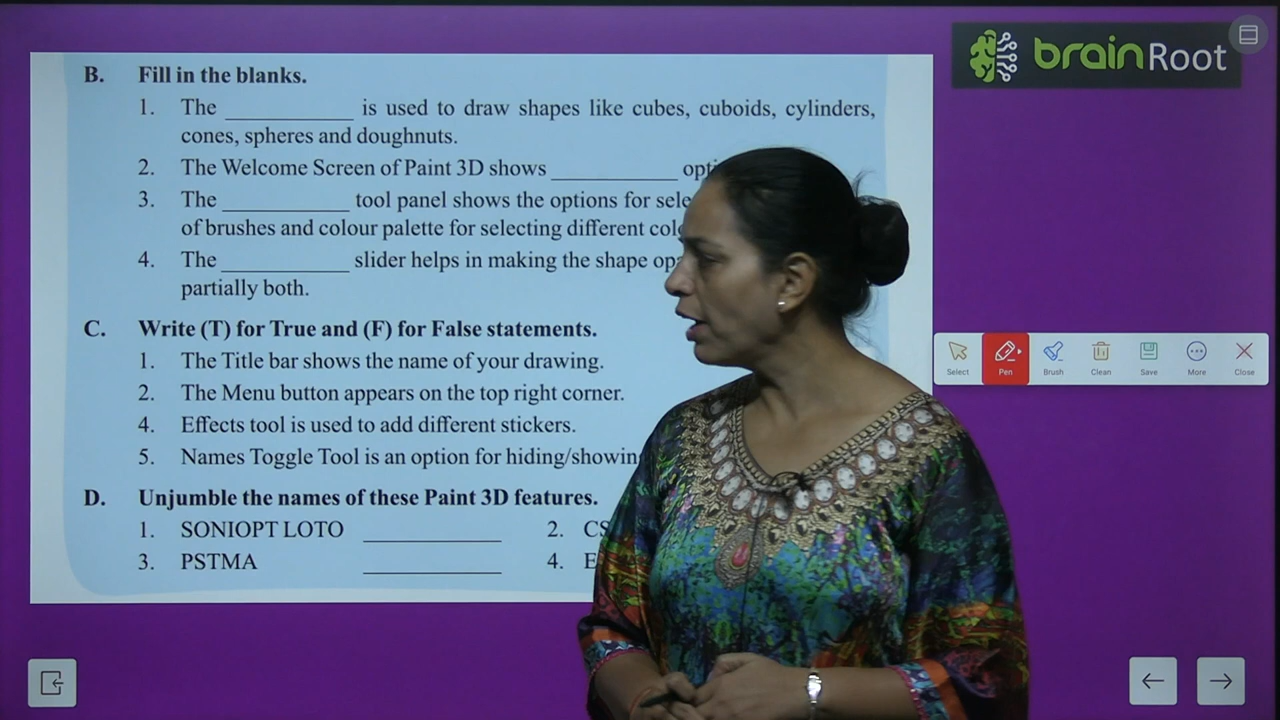 brainRoot
B. Fill in the blanks.
1. The ____________ is used to draw shapes like cubes, cuboids, cylinders,
cones, spheres and doughnuts.
2. The Welcome Screen of Paint 3D shows ____________
3. The ____________ tool panel shows the options for
of brushes and colour palette for selecting different
4. The ____________ slider helps in making the shape
partially both.
C. Write (T) for True and (F) for False statements.
1. The Title bar shows the name of your drawing.
2. The Menu button appears on the top right corner.
4. Effects tool is used to add different stickers.
5. Names Toggle Tool is an option for
D. Unjumble the names of these Paint 3D features.
1. SONIOPT LOTO ____________ 2.
3. PSTMA ____________ 4.
Select Pen Brush Clean Save More Close